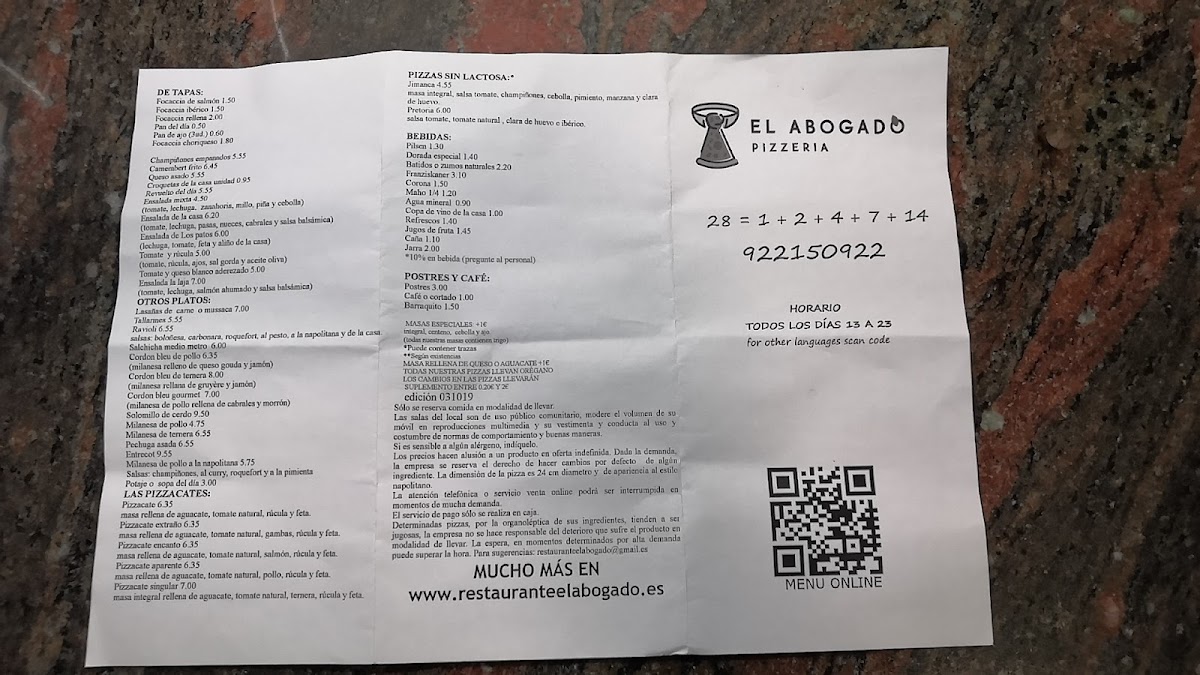 DE TAPAS:
Focaccia de salmón 1.50
Focaccia ibérico 1.50
Focaccia rellena 2.00
Pan del día 0.50
Pan de ajo (3ud.) 0.60
Focaccia choriqueso 1.80
Champiñones empanados 5.55
Camembert frito 6.45
Queso asado 5.55
Croquetas de la casa unidad 0.95
Revuelto del día 5.55
Ensalada mixta 4.50
(tomate, lechuga, zanahoria, millo, piña y cebolla)
Ensalada de la casa 6.20
(tomate, lechuga, pasas, nueces, cabrales y salsa balsámica)
Ensalada de Los patos 6.00
(lechuga, tomate, feta y aliño de la casa)
Tomate y rúcula 5.00
(tomate, rúcula, ajos, sal gorda y aceite oliva)
Tomate y queso blanco aderezado 5.00
Ensalada la laja 7.00
(tomate, lechuga, salmón ahumado y salsa balsámica)
OTROS PLATOS:
Lasañas de carne o mussaca 7.00
Tallarines 5.55
Ravioli 6.55
salsas: boloñesa, carbonara, roquefort, al pesto, a la napolitana y de la casa.
Salchicha medio metro 6.00
Cordon bleu de pollo 6.35
(milanesa relleno de queso gouda y jamón)
Cordon bleu de ternera 8.00
(milanesa rellena de gruyère y jamón)
Cordon bleu gourmet 7.00
(milanesa de pollo rellena de cabrales y morrón)
Solomillo de cerdo 9.50
Milanesa de pollo 4.75
Milanesa de ternera 6.55
Pechuga asada 6.55
Entrecot 9.55
Milanesa de pollo a la napolitana 5.75
Salsas: champiñones, al curry, roquefort y a la pimienta
Potaje o sopa del día 3.00
LAS PIZZACATES:
Pizzacate 6.35
masa rellena de aguacate, tomate natural, rúcula y feta.
Pizzacate extraño 6.35
masa rellena de aguacate, tomate natural, gambas, rúcula y feta.
Pizzacate encanto 6.35
masa rellena de aguacate, tomate natural, salmón, rúcula y feta.
Pizzacate aparente 6.35
masa rellena de aguacate, tomate natural, pollo, rúcula y feta.
Pizzacate singular 7.00
masa integral rellena de aguacate, tomate natural, ternera, rúcula y feta.
PIZZAS SIN LACTOSA:*
Jimanca 4.55
masa integral, salsa tomate, champiñones, cebolla, pimiento, manzana y clara
de huevo.
Pretoria 6.00
salsa tomate, tomate natural , clara de huevo e ibérico.
BEBIDAS:
Pilsen 1.30
Dorada especial 1.40
Batidos o zumos naturales 2.20
Franziskaner 3.10
Corona 1.50
Maho 1/4 1.20
Agua mineral 0.90
Copa de vino de la casa 1.00
Refrescos 1.40
Jugos de fruta 1.45
Caña 1.10
Jarra 2.00
*10% en bebida (pregunte al personal)
POSTRES Y CAFÉ:
Postres 3.00
Café o cortado 1.00
Barraquito 1.50
MASAS ESPECIALES: +1€
integral, centeno, cebolla y ajo.
(todas nuestras masas contienen trigo)
*Puede contener trazas
**Según existencias
MASA RELLENA DE QUESO O AGUACATE +1€
TODAS NUESTRAS PIZZAS LLEVAN ORÉGANO
LOS CAMBIOS EN LAS PIZZAS LLEVARÁN
SUPLEMENTO ENTRE 0.20€ Y 2€
edición 031019
Sólo se reserva comida en modalidad de llevar.
Las salas del local son de uso público comunitario, modere el volumen de su
móvil en reproducciones multimedia y su vestimenta y conducta al uso y
costumbre de normas de comportamiento y buenas maneras.
Si es sensible a algún alérgeno, indíquelo.
Los precios hacen alusión a un producto en oferta indefinida. Dada la demanda,
la empresa se reserva el derecho de hacer cambios por defecto de algún
ingrediente. La dimensión de la pizza es 24 cm diametro y de apariencia al estilo
napolitano.
La atención telefónica o servicio venta online podrá ser interrumpida en
momentos de mucha demanda.
El servicio de pago sólo se realiza en caja.
Determinadas pizzas, por la organoléptica de sus ingredientes, tienden a ser
jugosas, la empresa no se hace responsable del deterioro que sufre el producto en
modalidad de llevar. La espera, en momentos determinados por alta demanda
puede superar la hora. Para sugerencias: restauranteelabogado@gmail.es
MUCHO MÁS EN
www.restauranteelabogado.es
EL ABOGADO
PIZZERIA
28 = 1 + 2 + 4 + 7 + 14
922150922
HORARIO
TODOS LOS DÍAS 13 A 23
for other languages scan code
MENU ONLINE